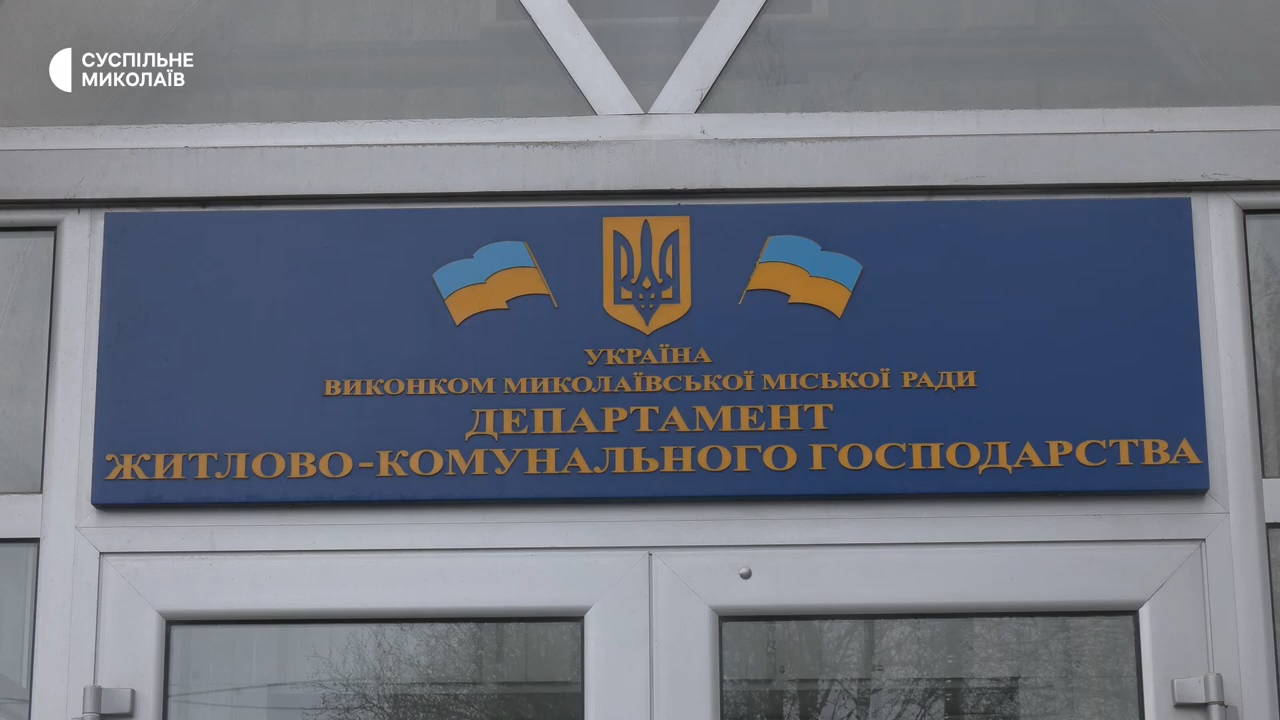 СУСПІЛЬНЕ
МИКОЛАЇВ
УКРАЇНА
ВИКОНКОМ МИКОЛАЇВСЬКОЇ МІСЬКОЇ РАДИ
ДЕПАРТАМЕНТ
ЖИТЛОВО-КОМУНАЛЬНОГО ГОСПОДАРСТВА